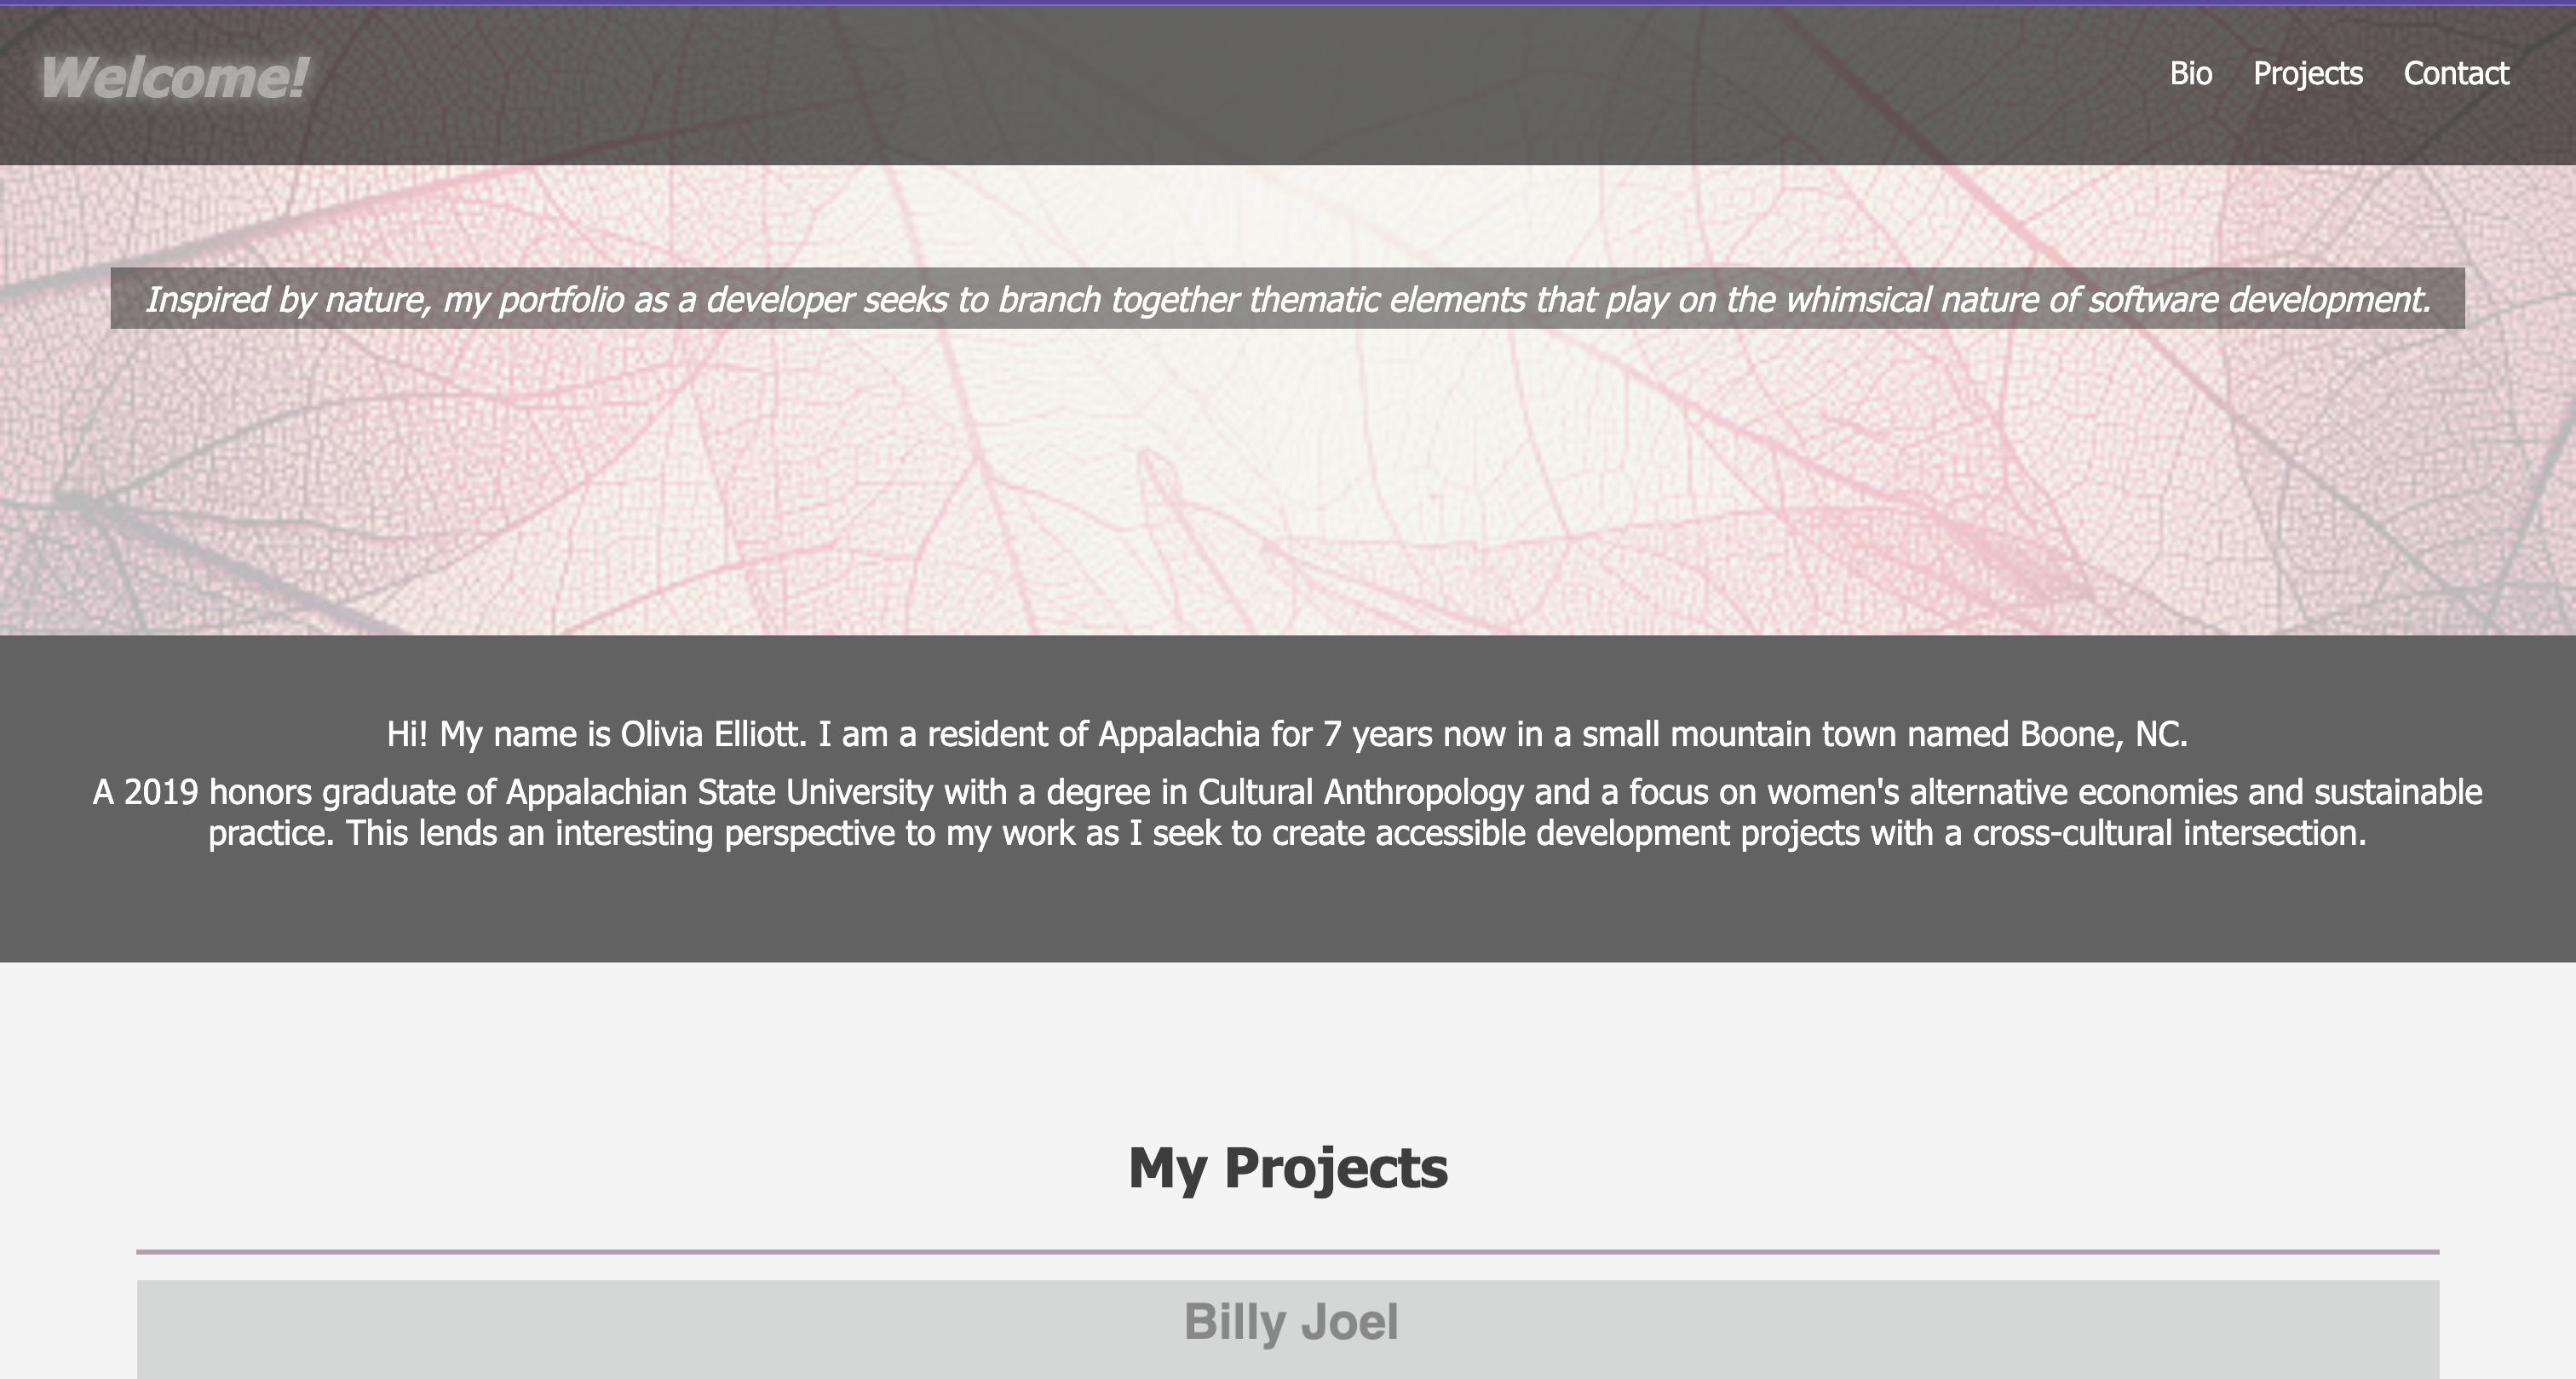 Welcome!
Bio Projects Contact
Inspired by nature, my portfolio as a developer seeks to branch together thematic elements that play on the whimsical nature of software development.
Hi! My name is Olivia Elliott. I am a resident of Appalachia for 7 years now in a small mountain town named Boone, NC.
A 2019 honors graduate of Appalachian State University with a degree in Cultural Anthropology and a focus on women's alternative economies and sustainable
practice. This lends an interesting perspective to my work as I seek to create accessible development projects with a cross-cultural intersection.
My Projects
Billy Joel